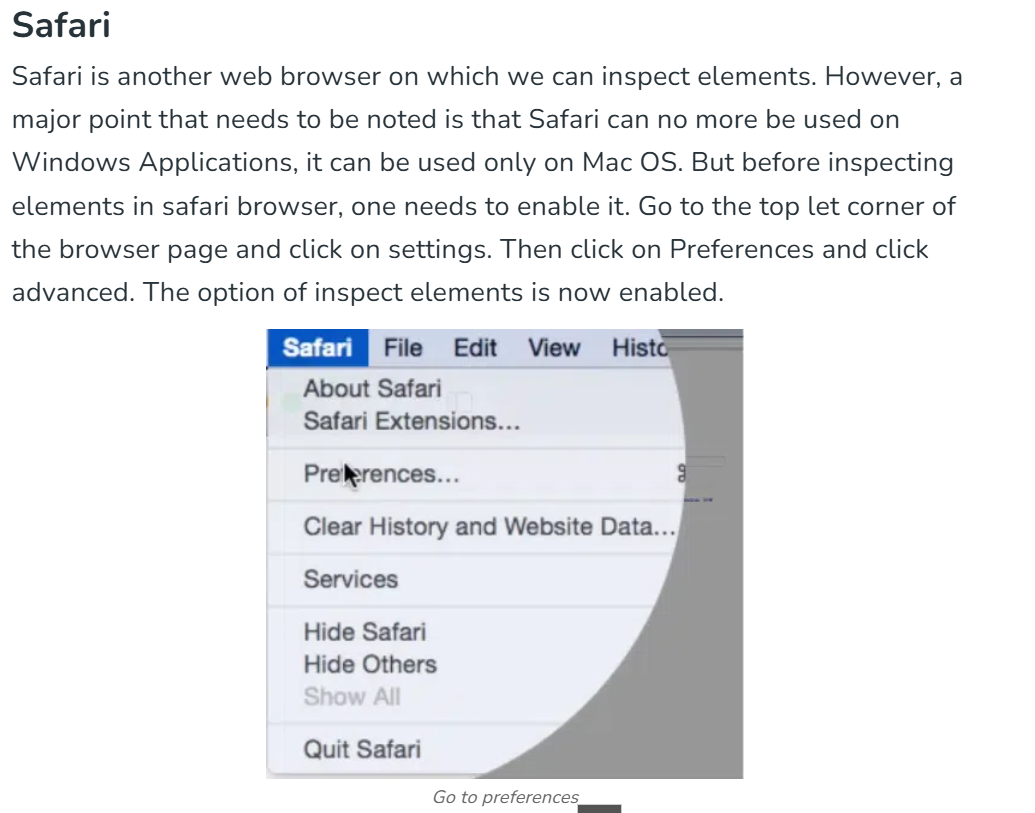 Safari
Safari is another web browser on which we can inspect elements. However, a
major point that needs to be noted is that Safari can no more be used on
Windows Applications, it can be used only on Mac OS. But before inspecting
elements in safari browser, one needs to enable it. Go to the top let corner of
the browser page and click on settings. Then click on Preferences and click
advanced. The option of inspect elements is now enabled.
Safari File Edit View Histo
About Safari
Safari Extensions...
Preferences... ⌘
Clear History and Website Data...
Services
Hide Safari
Hide Others
Show All
Quit Safari
Go to preferences